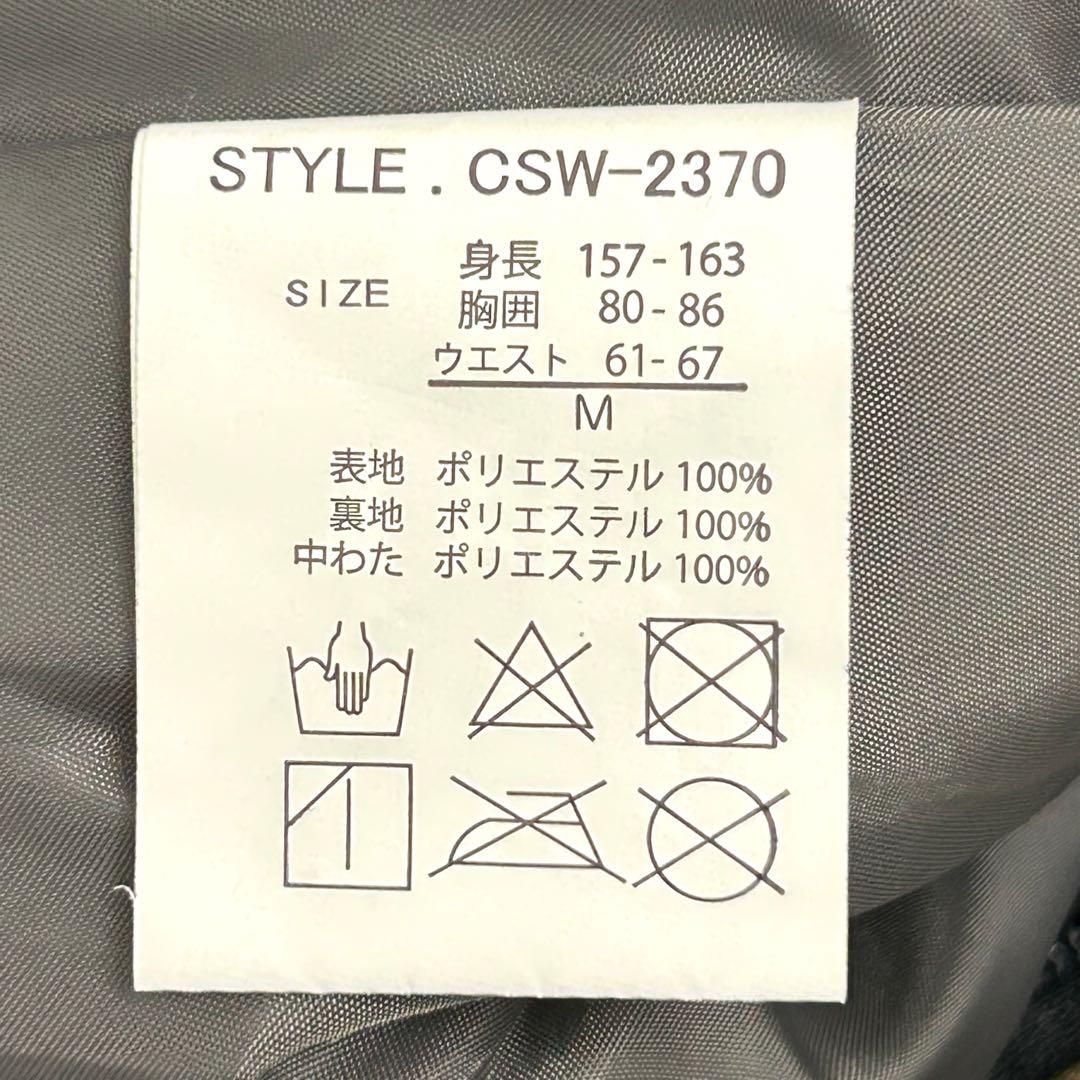 STYLE . CSW-2370
身長 157-163
SIZE 胸囲 80-86
ウエスト 61-67
M
表地 ポリエステル 100%
裏地 ポリエステル 100%
中わた ポリエステル 100%